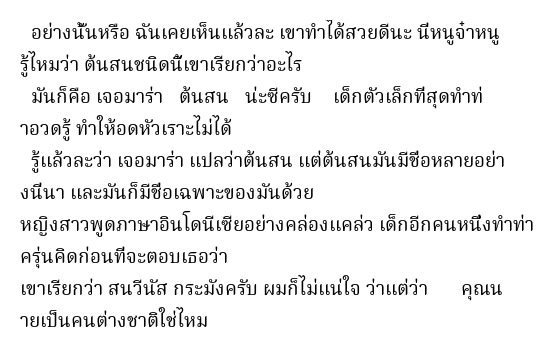 อย่างนั้นหรือ ฉันเคยเห็นแล้วละ เขาทำได้สวยดีนะ นี่หนูจ๋าหนู
รู้ไหมว่า ต้นสนชนิดนี้เขาเรียกว่าอะไร
มันก็คือ เจอมาร่า ต้นสน น่ะซีครับ เด็กตัวเล็กที่สุดทำท่
าอวดรู้ ทำให้อดหัวเราะไม่ได้
รู้แล้วละว่า เจอมาร่า แปลว่าต้นสน แต่ต้นสนมันมีชื่อหลายอย่า
งนี่นา และมันก็มีชื่อเฉพาะของมันด้วย
หญิงสาวพูดภาษาอินโดนีเซียอย่างคล่องแคล่ว เด็กอีกคนหนึ่งทำท่า
ครุ่นคิดก่อนที่จะตอบเธอว่า
เขาเรียกว่า สนวีนัส กระมังครับ ผมก็ไม่แน่ใจ ว่าแต่ว่า คุณน
ายเป็นคนต่างชาติใช่ไหม